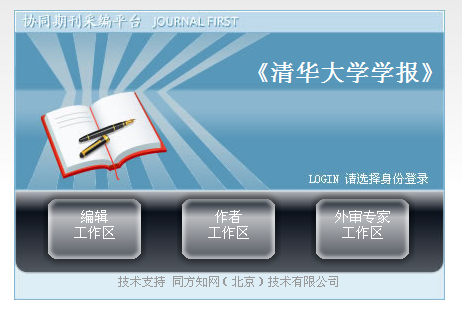 协同期刊采编平台 JOURNAL FIRST
《清华大学学报》
LOGIN 请选择身份登录
编辑
工作区
作者
工作区
外审专家
工作区
技术支持 同方知网(北京)技术有限公司